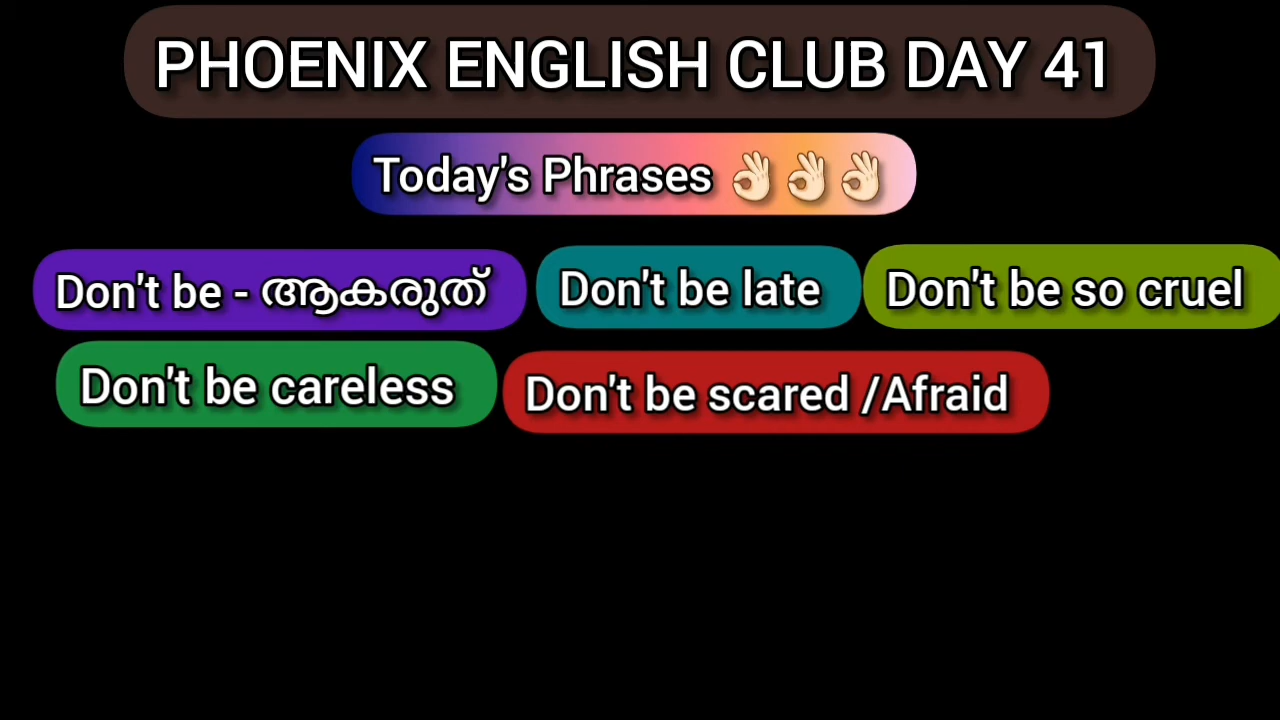 PHOENIX ENGLISH CLUB DAY 41
Today's Phrases 👌🏻👌🏻👌🏻
Don't be - ആകരുത് Don't be late Don't be so cruel
Don't be careless Don't be scared /Afraid